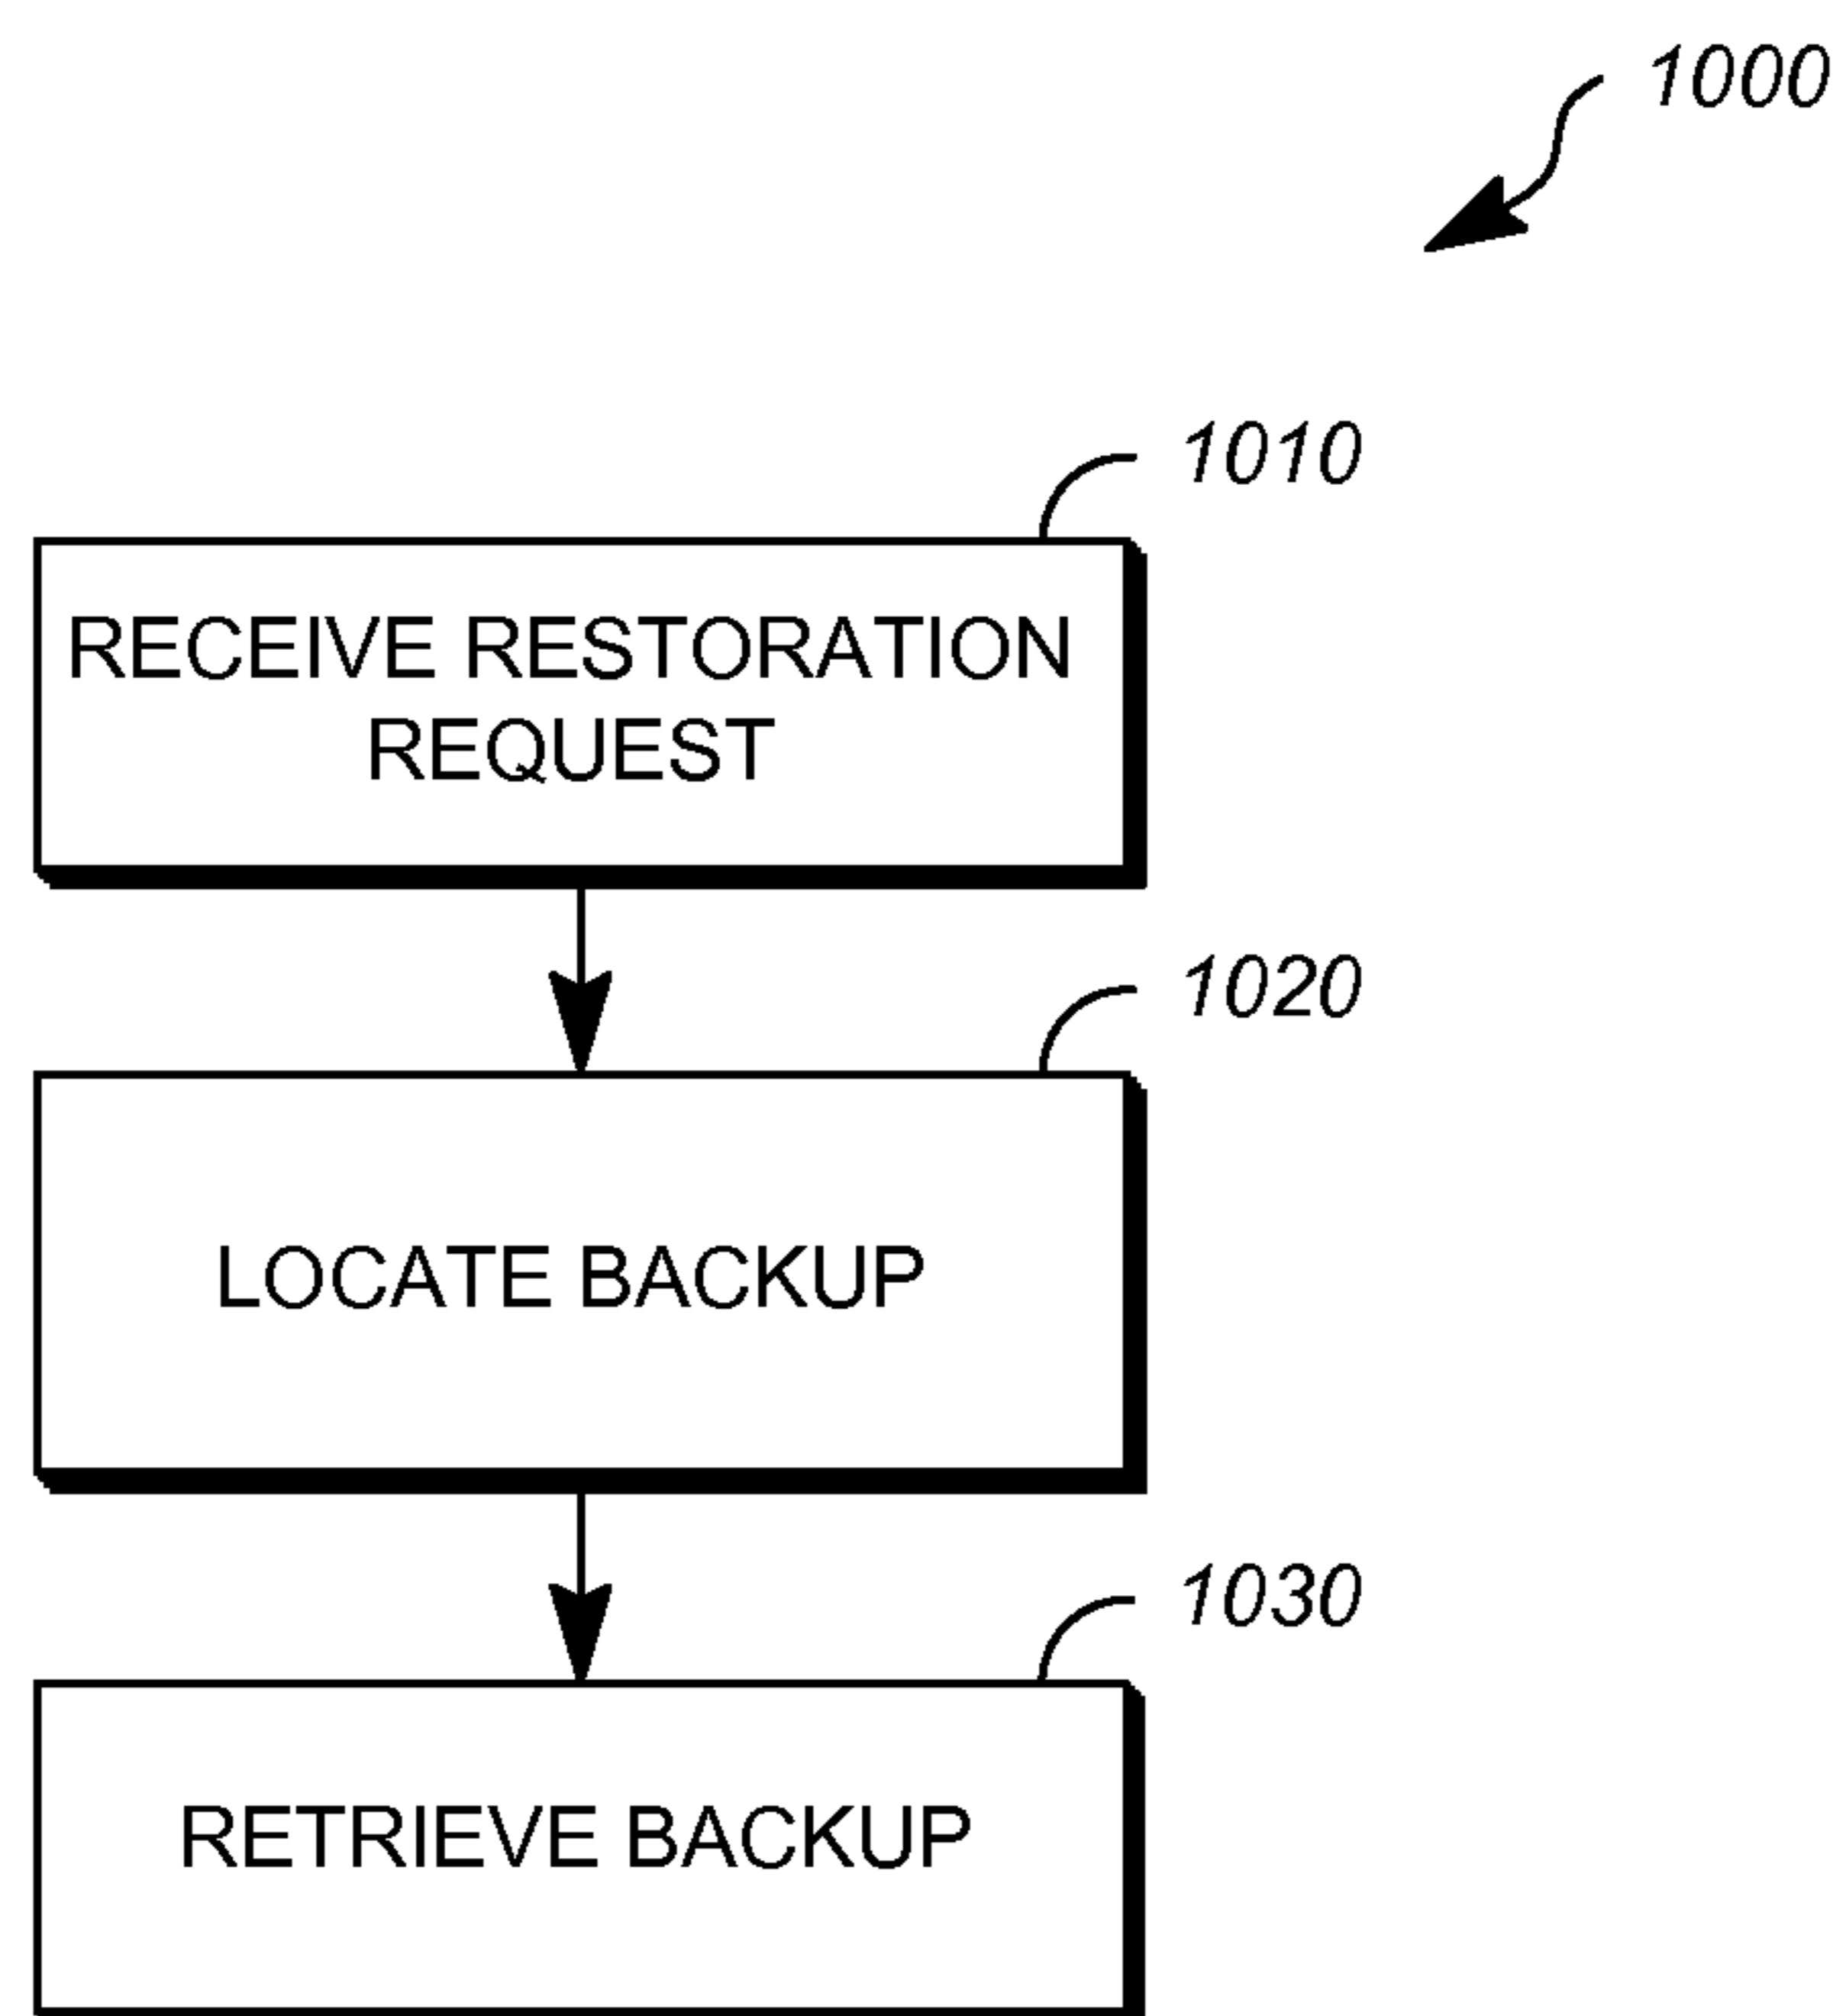 1000
1010
RECEIVE RESTORATION
REQUEST
1020
LOCATE BACKUP
1030
RETRIEVE BACKUP